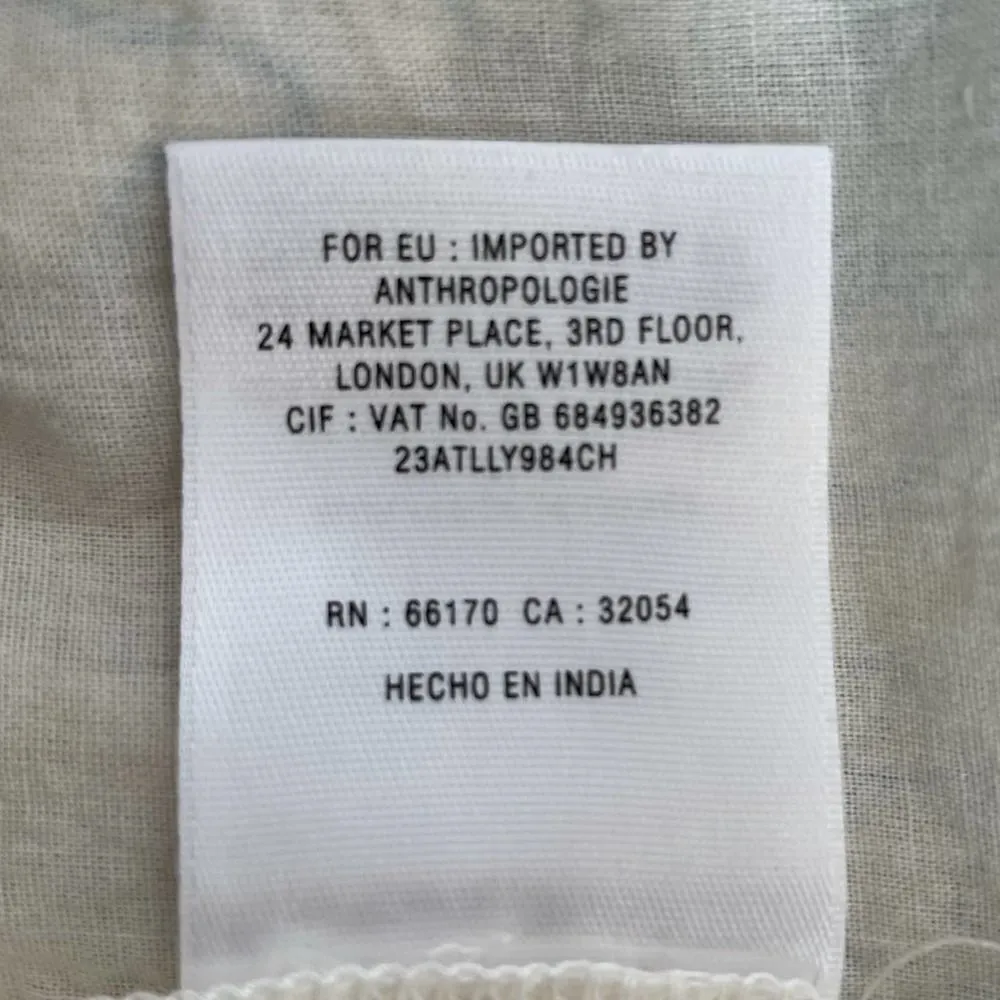 FOR EU : IMPORTED BY
ANTHROPOLOGIE
24 MARKET PLACE, 3RD FLOOR,
LONDON, UK W1W8AN
CIF : VAT No. GB 684936382
23ATLLY984CH
RN : 66170 CA : 32054
HECHO EN INDIA